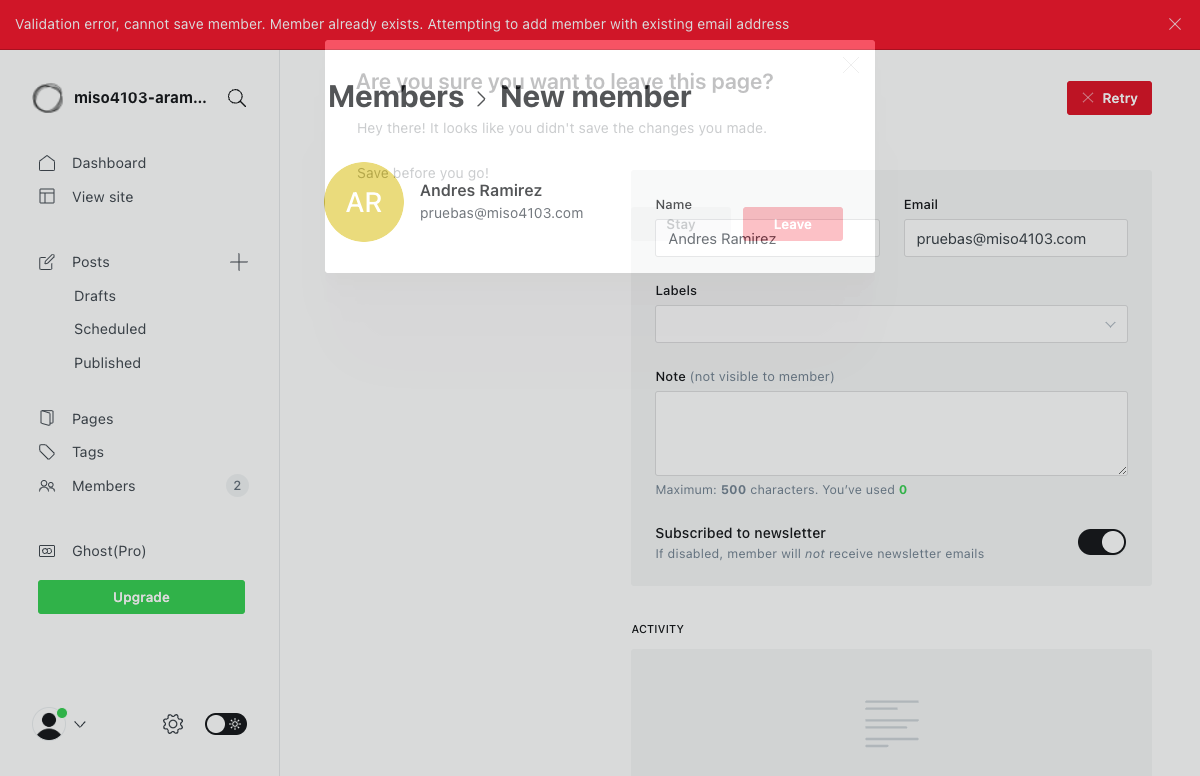 Validation error, cannot save member. Member already exists. Attempting to add member with existing email address
miso4103-aram...
Dashboard
View site
Posts
Drafts
Scheduled
Published
Pages
Tags
Members
2
Ghost(Pro)
Upgrade
Are you sure you want to leave this page?
Members > New member
Retry
Hey there! It looks like you didn't save the changes you made.
Save before you go!
AR
Andres Ramirez
pruebas@miso4103.com
Stay
Leave
Name
Andres Ramirez
Email
pruebas@miso4103.com
Labels
Note (not visible to member)
Maximum: 500 characters. You've used 0
Subscribed to newsletter
If disabled, member will not receive newsletter emails
ACTIVITY